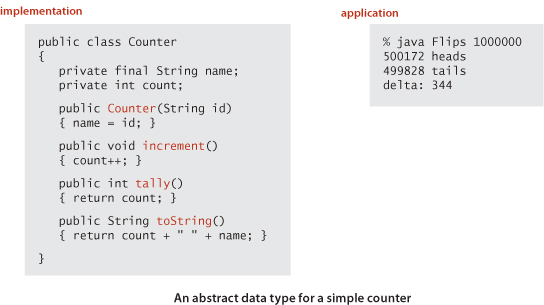 implementation
public class Counter
{
private final String name;
private int count;
public Counter(String id)
{ name = id; }
public void increment()
{ count++; }
public int tally()
{ return count; }
public String toString()
{ return count + " " + name; }
}
application
% java Flips 1000000
500172 heads
499828 tails
delta: 344
An abstract data type for a simple counter